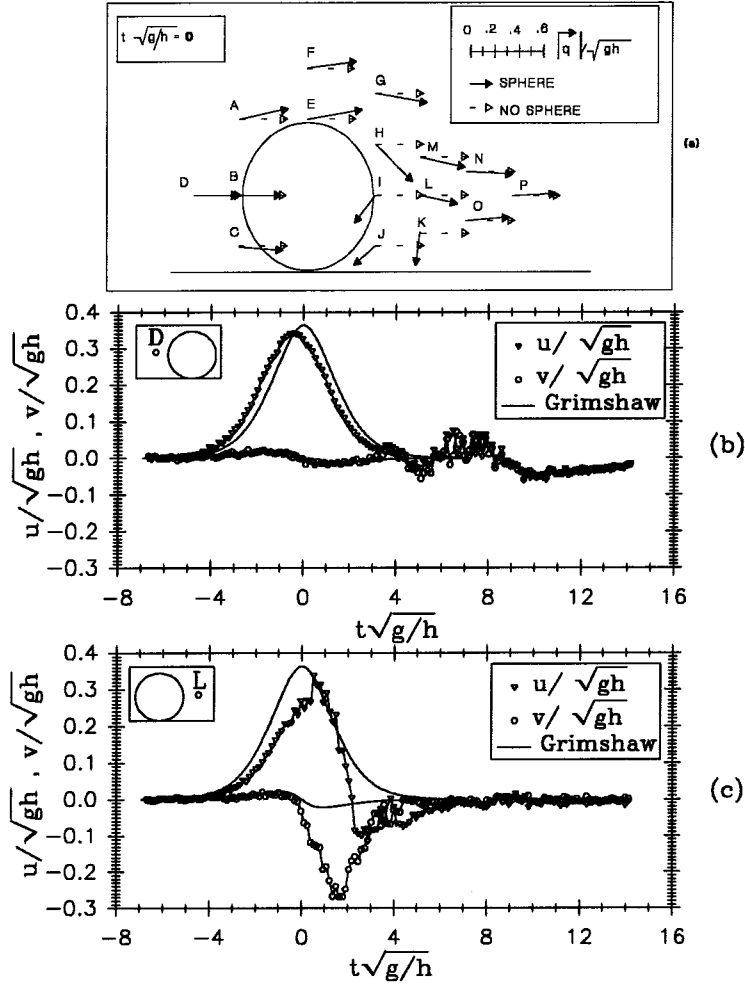 t √g/h = 0
0 .2 .4 .6 |q|/√gh
SPHERE
NO SPHERE
F
G
A
E
H
M
N
D
B
I
L
P
O
C
J
K
(a)
0.4
0.3
0.2
0.1
0.0
−0.1
−0.2
−0.3
u/√gh , v/√gh
D
u/ √gh
v/ √gh
Grimshaw
(b)
−8 −4 0 4 8 12 16
t√g/h
0.4
0.3
0.2
0.1
0.0
−0.1
−0.2
−0.3
u/√gh , v/√gh
L
u/ √gh
v/ √gh
Grimshaw
(c)
−8 −4 0 4 8 12 16
t√g/h